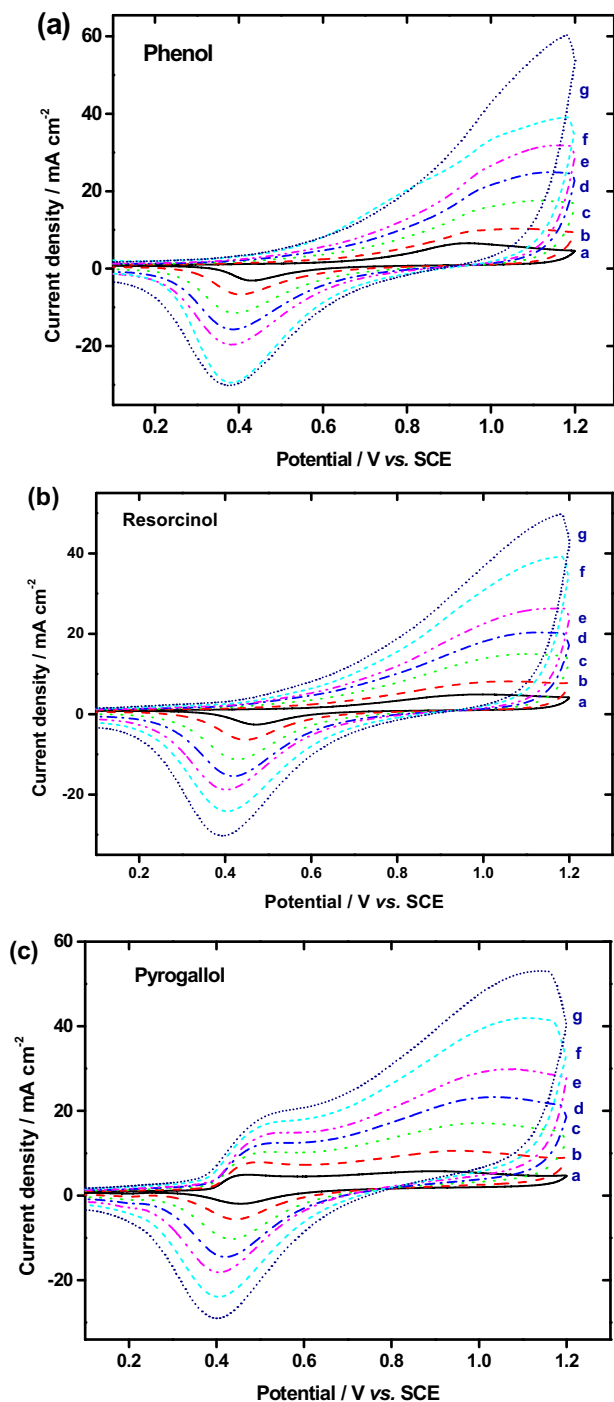 (a)
Phenol
60
40
20
0
-20
g
f
e
d
c
b
a
Current density / mA cm-2
0.2 0.4 0.6 0.8 1.0 1.2
Potential / V vs. SCE
(b)
Resorcinol
40
20
0
-20
g
f
e
d
c
b
a
Current density / mA cm-2
0.2 0.4 0.6 0.8 1.0 1.2
Potential / V vs. SCE
(c)
Pyrogallol
60
40
20
0
-20
g
f
e
d
c
b
a
Current density / mA cm-2
0.2 0.4 0.6 0.8 1.0 1.2
Potential / V vs. SCE